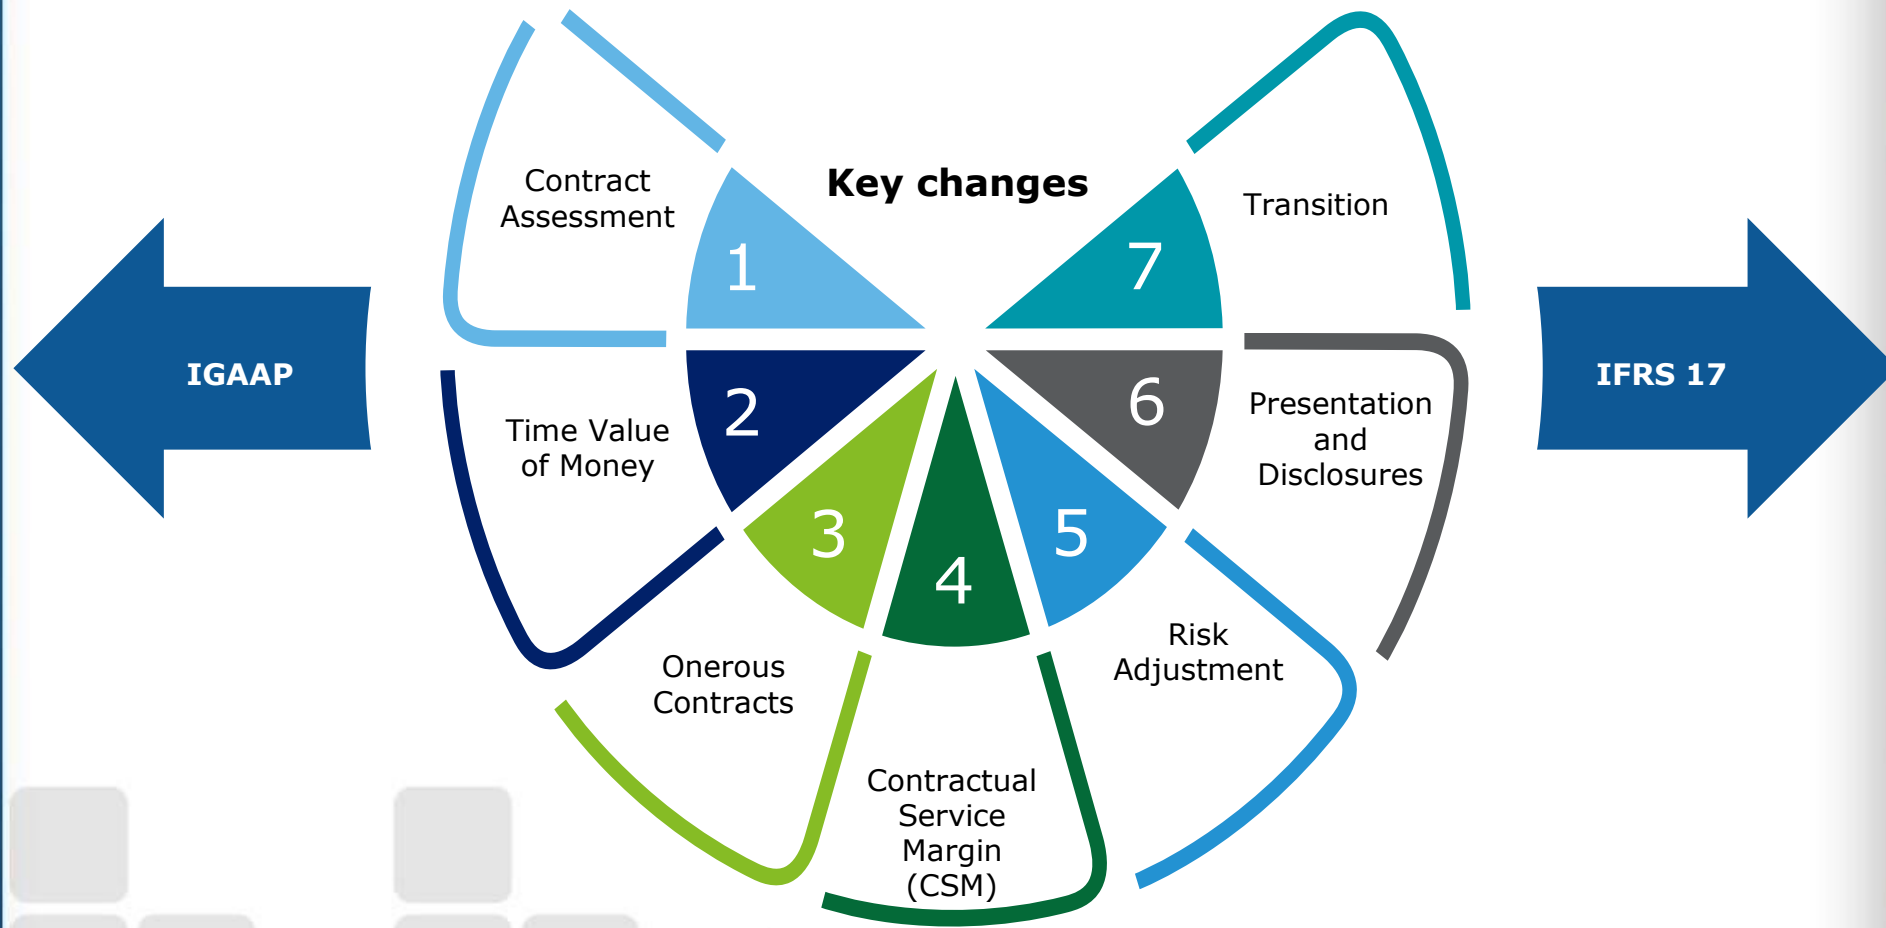 Key changes
IGAAP
IFRS 17
1
Contract
Assessment
2
Time Value
of Money
3
Onerous
Contracts
4
Contractual
Service
Margin
(CSM)
5
Risk
Adjustment
6
Presentation
and
Disclosures
7
Transition